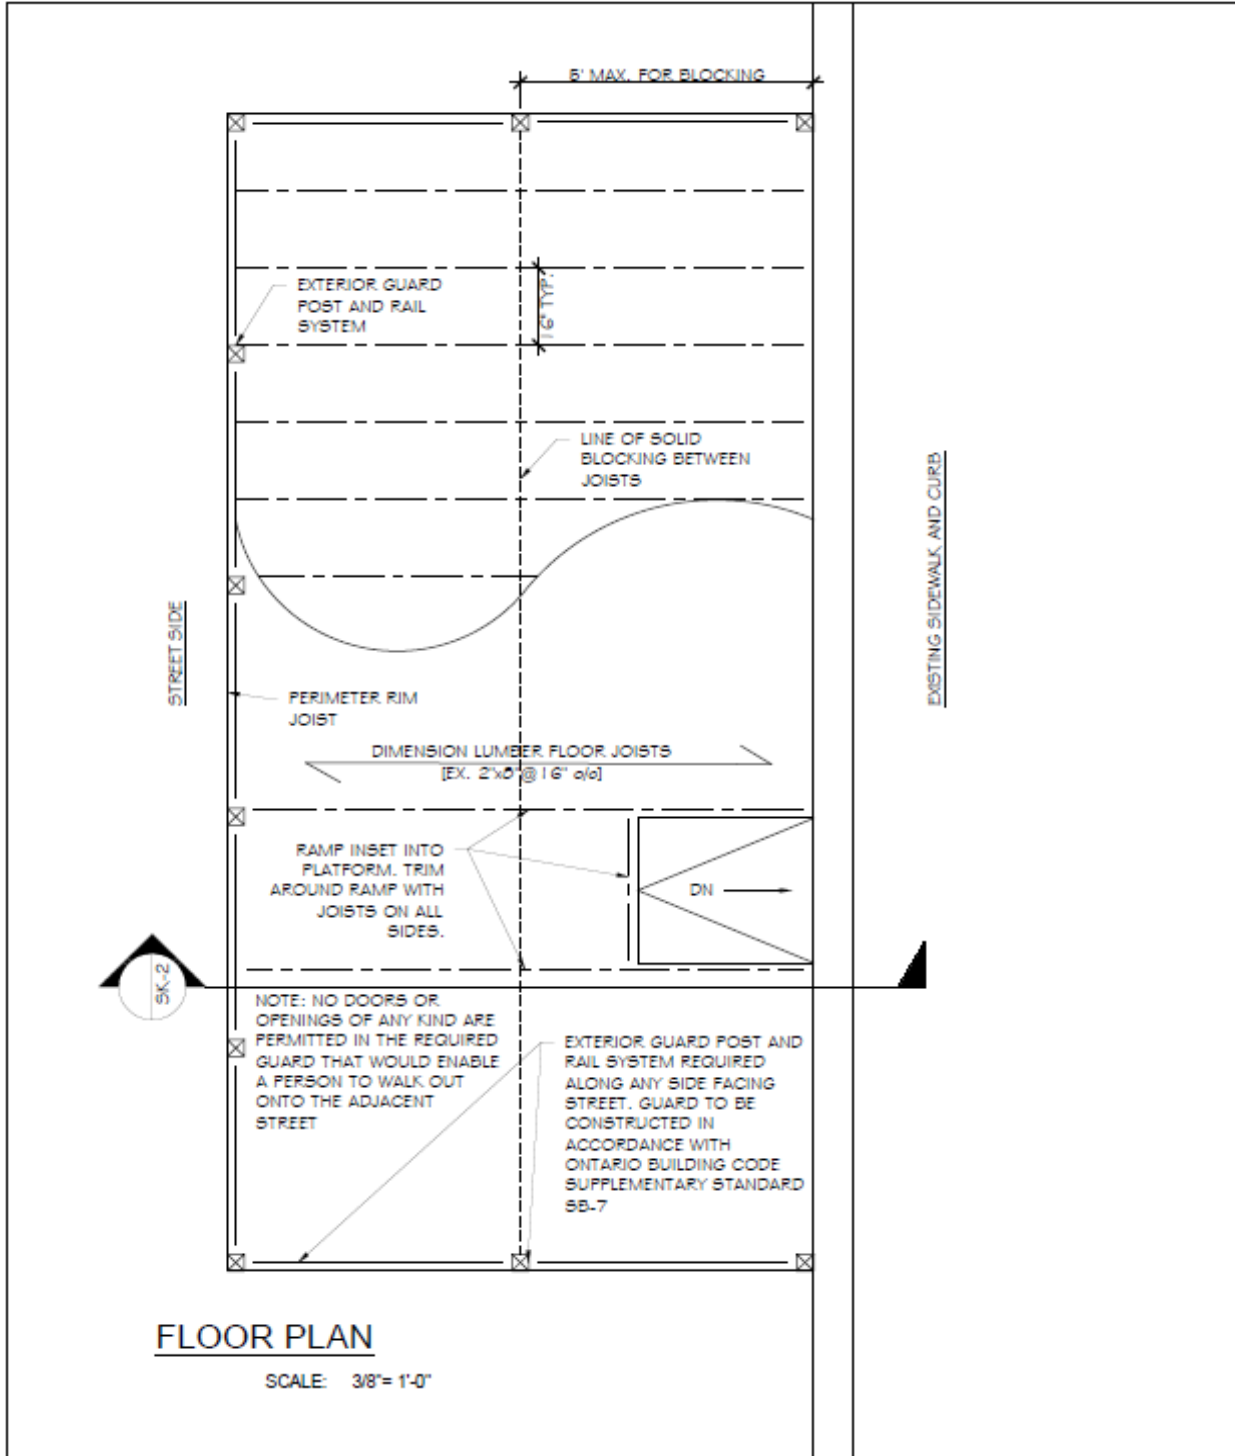 5' MAX. FOR BLOCKING
EXTERIOR GUARD
POST AND RAIL
SYSTEM
16" TYP.
LINE OF SOLID
BLOCKING BETWEEN
JOISTS
STREET SIDE
EXISTING SIDEWALK AND CURB
PERIMETER RIM
JOIST
DIMENSION LUMBER FLOOR JOISTS
[EX. @ 16" o/c]
RAMP INSET INTO
PLATFORM. TRIM
AROUND RAMP WITH
JOISTS ON ALL
SIDES.
DN
SK-2
NOTE: NO DOORS OR
OPENINGS OF ANY KIND ARE
PERMITTED IN THE REQUIRED
GUARD THAT WOULD ENABLE
A PERSON TO WALK OUT
ONTO THE ADJACENT
STREET
EXTERIOR GUARD POST AND
RAIL SYSTEM REQUIRED
ALONG ANY SIDE FACING
STREET. GUARD TO BE
CONSTRUCTED IN
ACCORDANCE WITH
ONTARIO BUILDING CODE
SUPPLEMENTARY STANDARD
SB-7
FLOOR PLAN
SCALE: 3/8"= 1'-0"